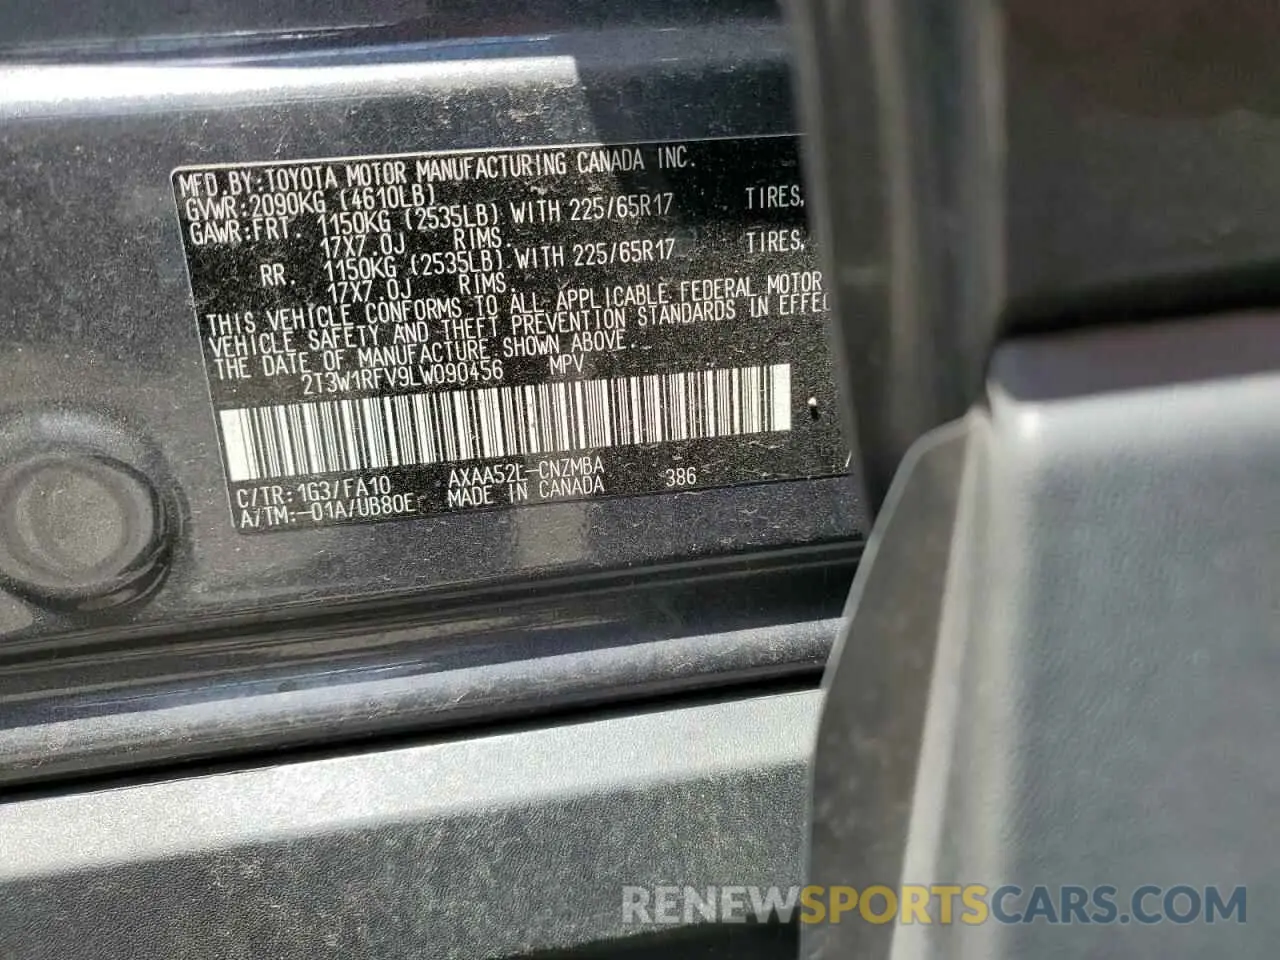 MFD.BY:TOYOTA MOTOR MANUFACTURING CANADA INC.
GVWR:2090KG (4610LB)
GAWR:FRT. 1150KG (2535LB) WITH 225/65R17 TIRES,
17X7.0J RIMS.
RR. 1150KG (2535LB) WITH 225/65R17 TIRES,
17X7.0J RIMS.
THIS VEHICLE CONFORMS TO ALL APPLICABLE FEDERAL MOTOR
VEHICLE SAFETY AND THEFT PREVENTION STANDARDS IN EFFEC
THE DATE OF MANUFACTURE SHOWN ABOVE.
2T3W1RFV9LW090456 MPV
C/TR:1G3/FA10 AXAA52L-CNZMBA 386
A/TM:-01A/UB80E MADE IN CANADA
RENEWSPORTSCARS.COM